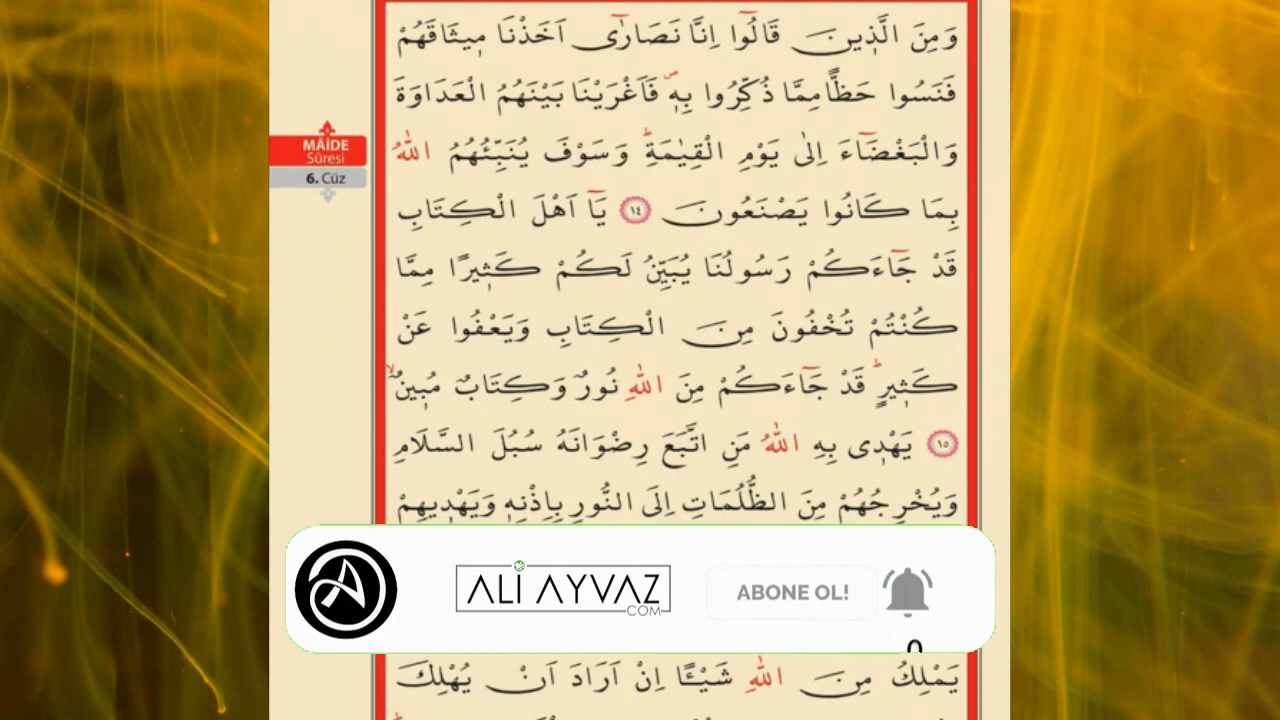 وَمِنَ الَّذ۪ينَ قَالُٓوا اِنَّا نَصَارٰٓى اَخَذْنَا م۪يثَاقَهُمْ
فَنَسُوا حَظًّا مِمَّا ذُكِّرُوا بِه۪ۖ فَاَغْرَيْنَا بَيْنَهُمُ الْعَدَاوَةَ
وَالْبَغْضَٓاءَ اِلٰى يَوْمِ الْقِيٰمَةِۜ وَسَوْفَ يُنَبِّئُهُمُ اللّٰهُ
بِمَا كَانُوا يَصْنَعُونَ ﴿١٤﴾ يَٓا اَهْلَ الْكِتَابِ
قَدْ جَٓاءَكُمْ رَسُولُنَا يُبَيِّنُ لَكُمْ كَث۪يرًا مِمَّا
كُنْتُمْ تُخْفُونَ مِنَ الْكِتَابِ وَيَعْفُوا عَنْ
كَث۪يرٍۜ قَدْ جَٓاءَكُمْ مِنَ اللّٰهِ نُورٌ وَكِتَابٌ مُب۪ينٌۙ
﴿١٥﴾ يَهْد۪ى بِهِ اللّٰهُ مَنِ اتَّبَعَ رِضْوَانَهُ سُبُلَ السَّلَامِ
وَيُخْرِجُهُمْ مِنَ الظُّلُمَاتِ اِلَى النُّورِ بِاِذْنِه۪ وَيَهْد۪يهِمْ
يَمْلِكُ مِنَ اللّٰهِ شَيْـًٔا اِنْ اَرَادَ اَنْ يُهْلِكَ
MÂİDE
Sûresi
6. Cüz
ALİ AYVAZ
.COM
ABONE OL!